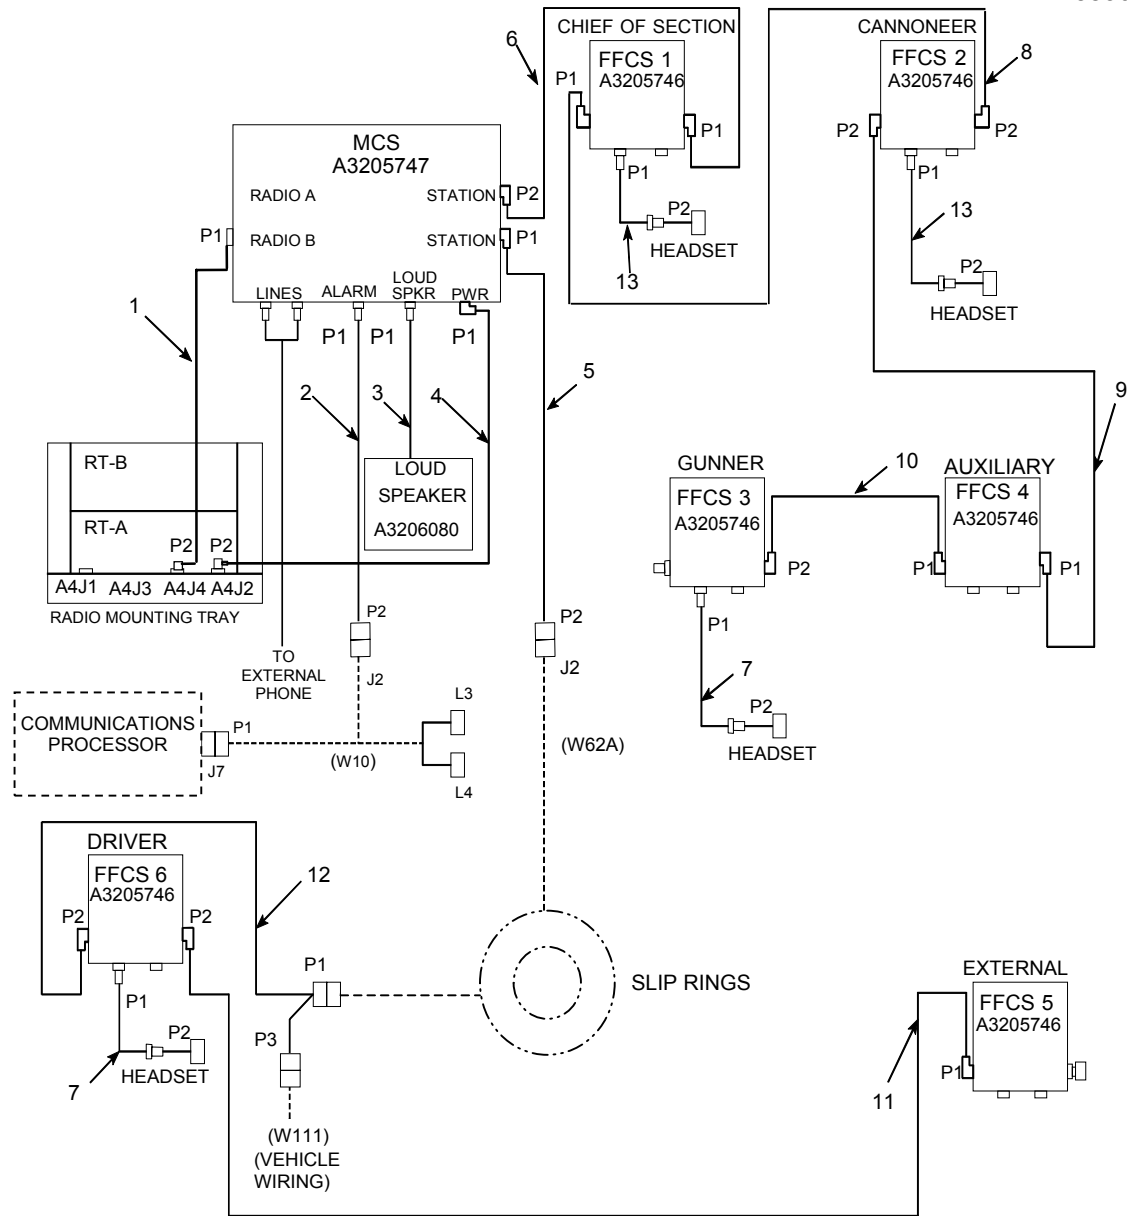 CHIEF OF SECTION
CANNONEER
6
FFCS 1
A3205746
P1
P1
P1
P2
HEADSET
13
FFCS 2
A3205746
8
P2
P2
P1
13
P2
HEADSET
MCS
A3205747
RADIO A
STATION
P2
P1
RADIO B
STATION
P1
LINES
ALARM
LOUD
SPKR
PWR
P1
P1
P1
1
2
3
4
5
9
LOUD
SPEAKER
A3206080
RT-B
RT-A
P2
P2
A4J1
A4J3
A4J4
A4J2
RADIO MOUNTING TRAY
GUNNER
10
AUXILIARY
FFCS 3
A3205746
FFCS 4
A3205746
P2
P1
P1
P1
7
P2
HEADSET
P2
J2
P2
J2
TO
EXTERNAL
PHONE
COMMUNICATIONS
PROCESSOR
P1
J7
(W10)
L3
L4
(W62A)
DRIVER
FFCS 6
A3205746
12
P2
P2
P1
P1
P2
HEADSET
7
P3
(W111)
(VEHICLE
WIRING)
SLIP RINGS
EXTERNAL
FFCS 5
A3205746
P1
11